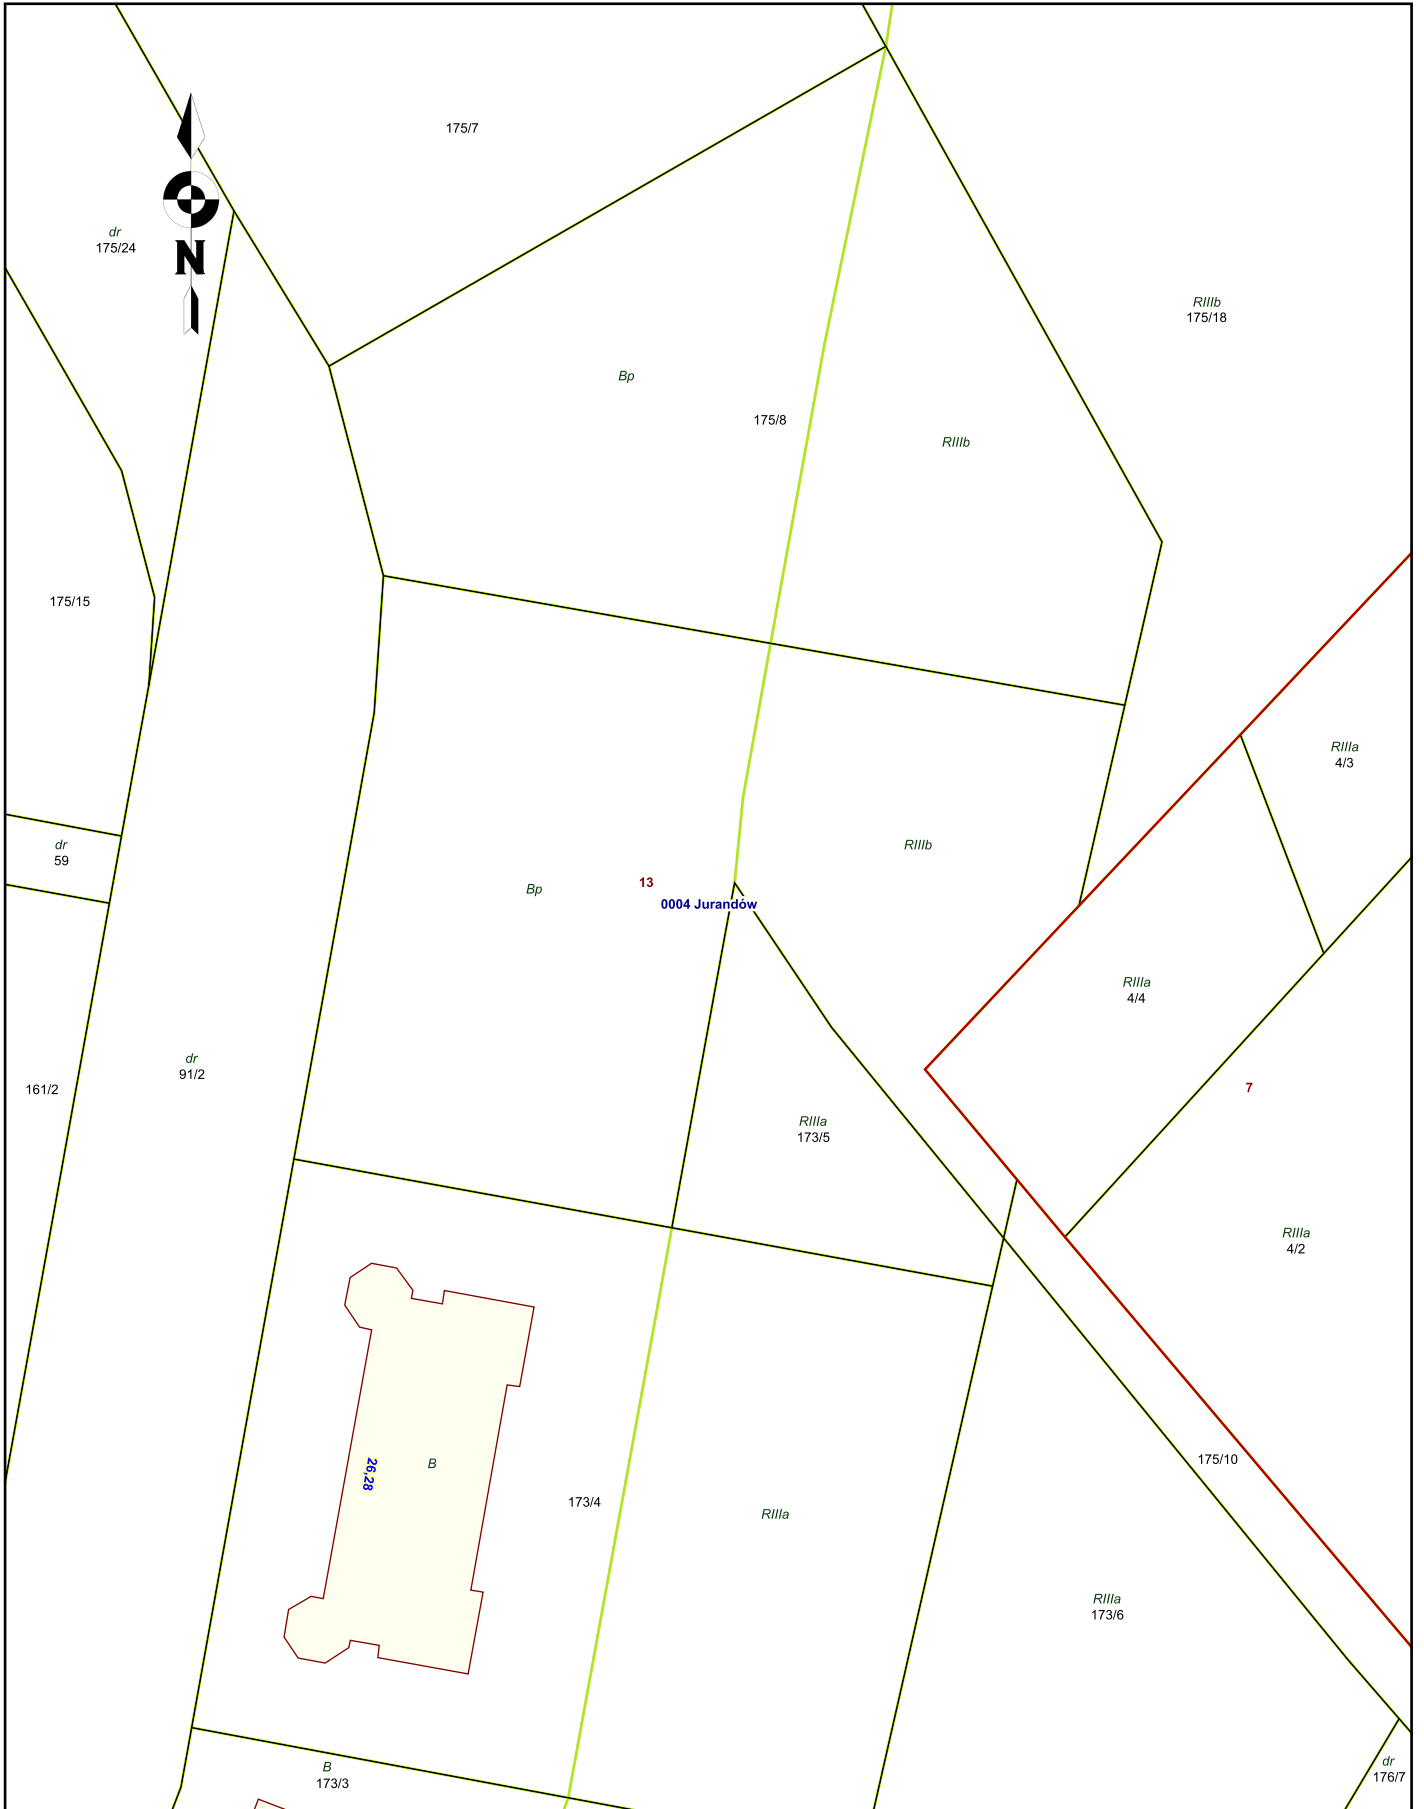 175/7
dr
175/24
N
RIIIb
175/18
Bp
175/8
RIIIb
175/15
RIIIa
4/3
dr
59
RIIIb
Bp
13
0004 Jurandów
RIIIa
4/4
dr
91/2
161/2
7
RIIIa
173/5
RIIIa
4/2
26,28
B
175/10
173/4
RIIIa
RIIIa
173/6
B
173/3
dr
176/7